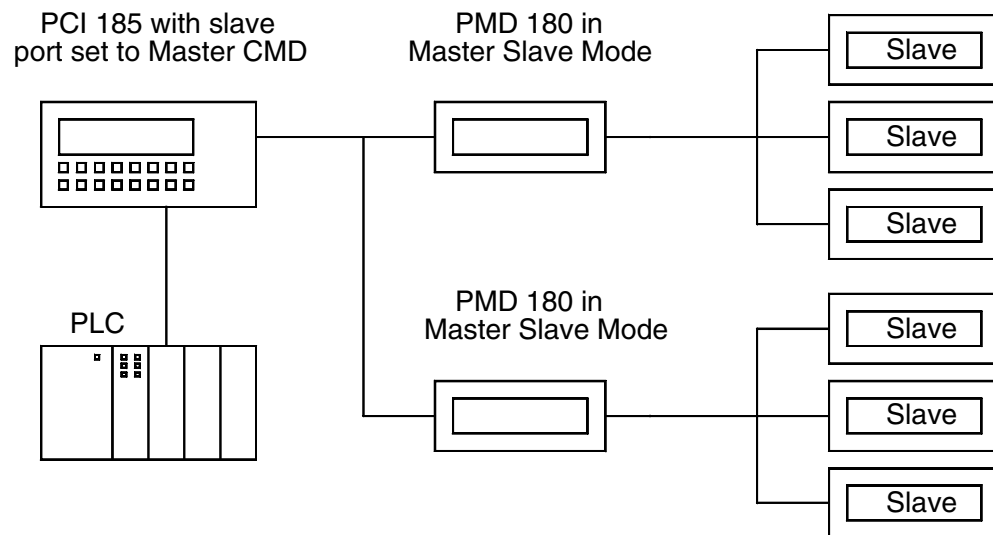 PCI 185 with slave
port set to Master CMD
PMD 180 in
Master Slave Mode
Slave
Slave
Slave
PLC
PMD 180 in
Master Slave Mode
Slave
Slave
Slave